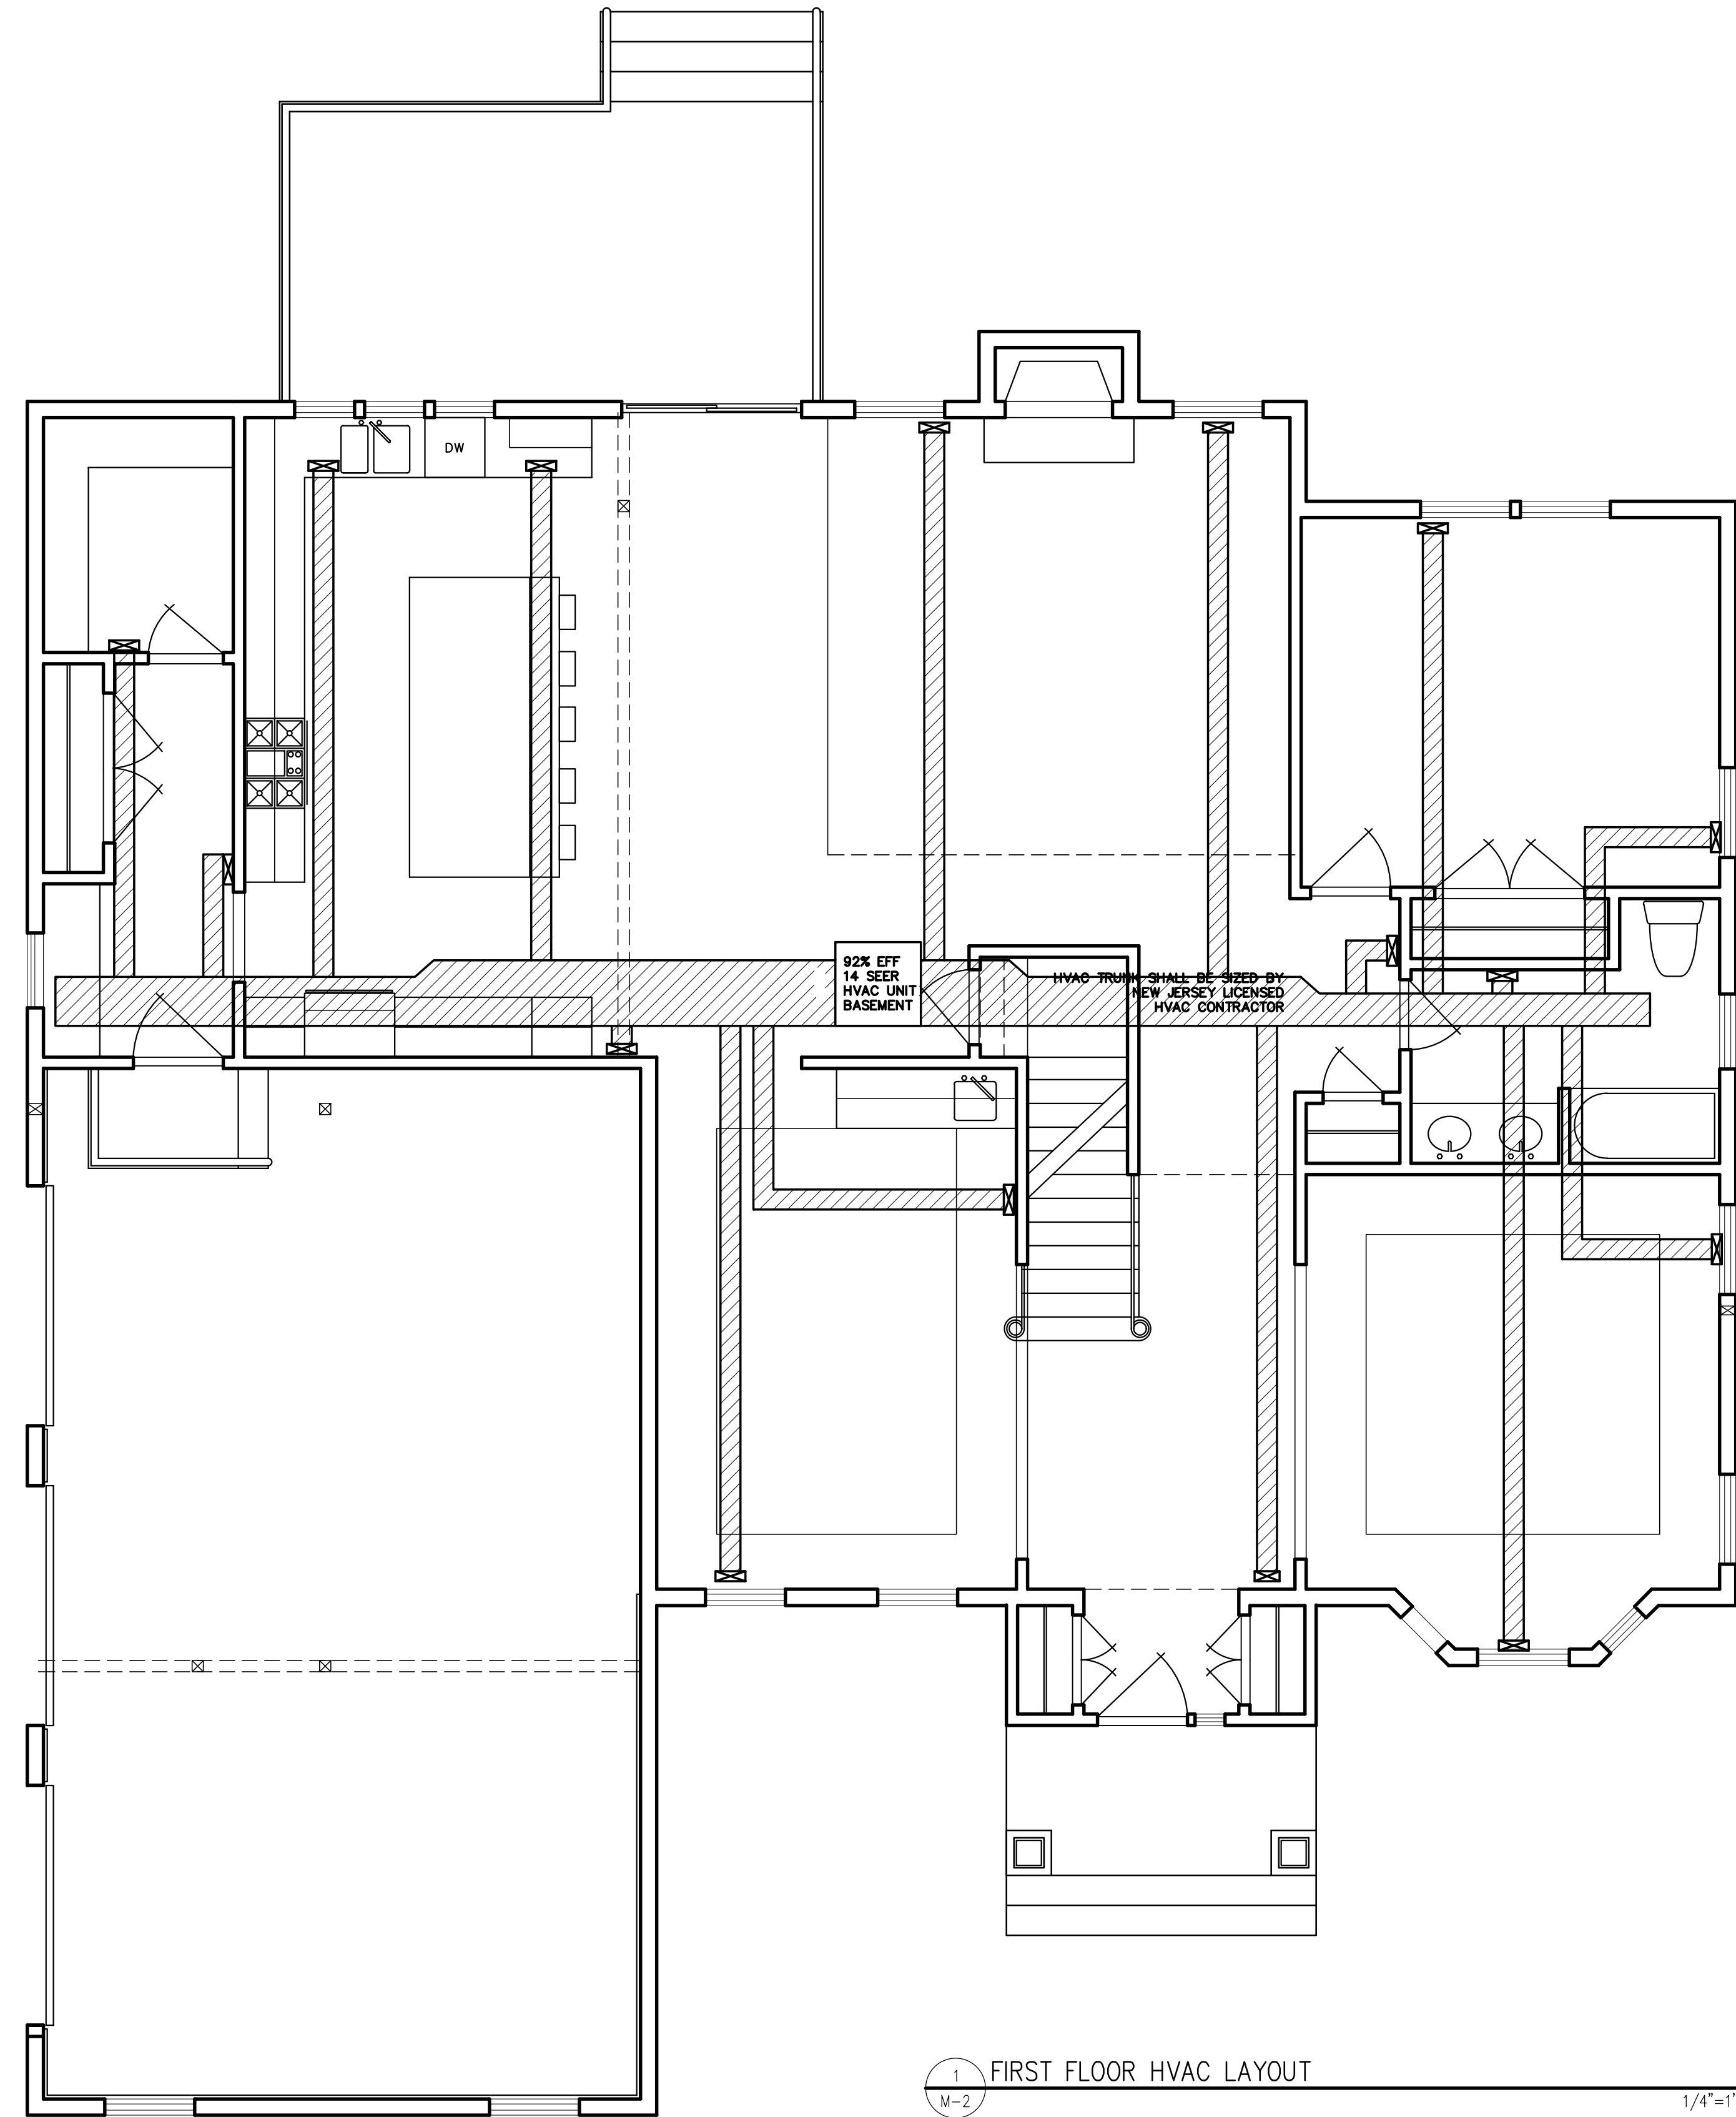 DW
92% EFF
14 SEER
HVAC UNIT
BASEMENT
HVAC TRUNK SHALL BE SIZED BY
NEW JERSEY LICENSED
HVAC CONTRACTOR
1
M-2
FIRST FLOOR HVAC LAYOUT
1/4"=1'